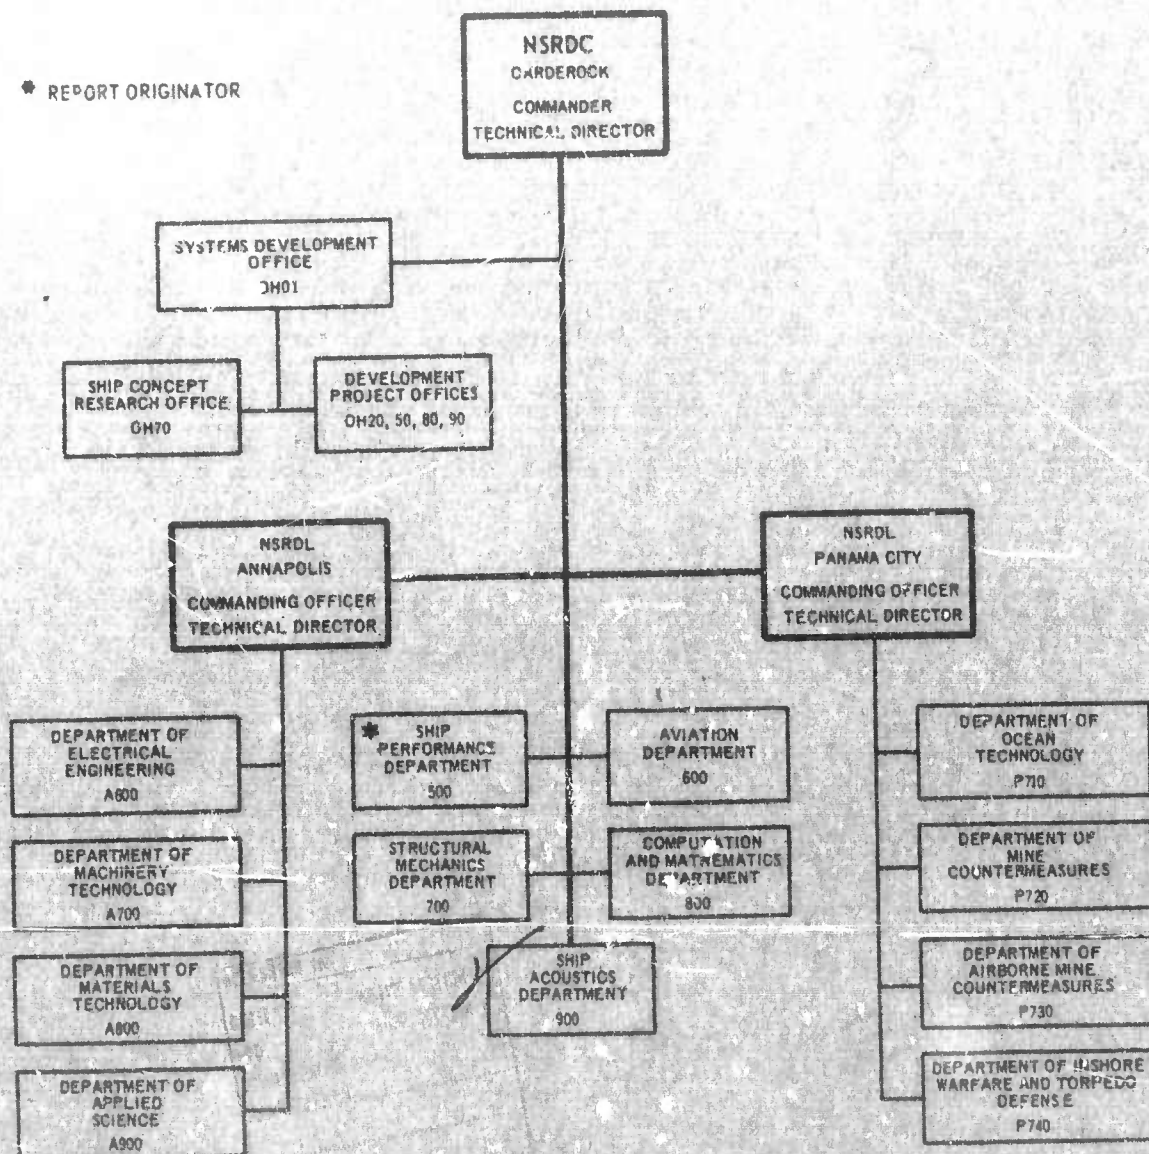 * REPORT ORIGINATOR
NSRDC
CARDEROCK
COMMANDER
TECHNICAL DIRECTOR
SYSTEMS DEVELOPMENT
OFFICE
OH01
SHIP CONCEPT
RESEARCH OFFICE
OH70
DEVELOPMENT
PROJECT OFFICES
OH20, 50, 80, 90
NSRDL
ANNAPOLIS
COMMANDING OFFICER
TECHNICAL DIRECTOR
NSRDL
PANAMA CITY
COMMANDING OFFICER
TECHNICAL DIRECTOR
DEPARTMENT OF
ELECTRICAL
ENGINEERING
A600
* SHIP
PERFORMANCE
DEPARTMENT
500
AVIATION
DEPARTMENT
600
DEPARTMENT OF
OCEAN
TECHNOLOGY
P710
DEPARTMENT OF
MACHINERY
TECHNOLOGY
A700
STRUCTURAL
MECHANICS
DEPARTMENT
700
COMPUTATION
AND MATHEMATICS
DEPARTMENT
800
DEPARTMENT OF
MINE
COUNTERMEASURES
P720
DEPARTMENT OF
MATERIALS
TECHNOLOGY
A800
SHIP
ACOUSTICS
DEPARTMENT
900
DEPARTMENT OF
AIRBORNE MINE
COUNTERMEASURES
P730
DEPARTMENT OF
APPLIED
SCIENCE
A900
DEPARTMENT OF INSHORE
WARFARE AND TORPEDO
DEFENSE
P740